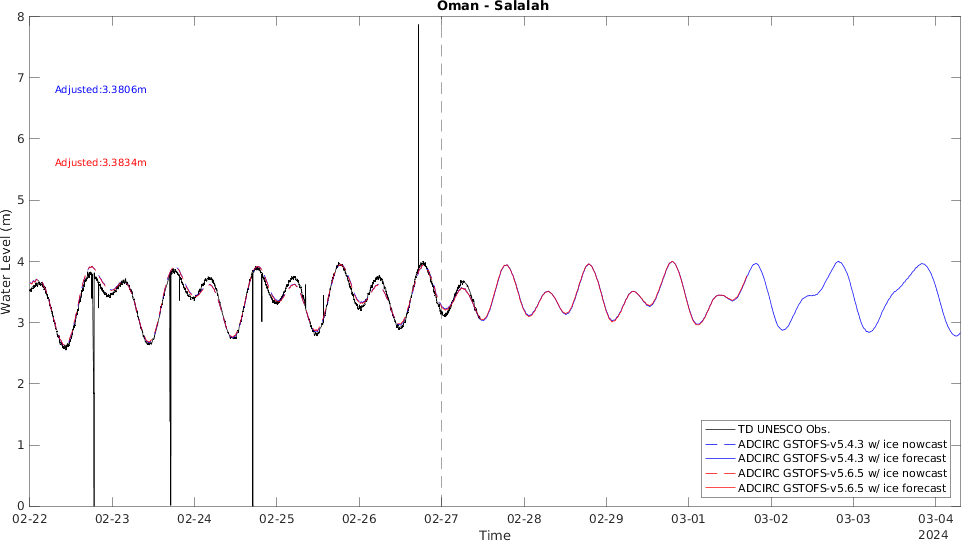 Oman - Salalah
8
7
6
5
4
3
2
1
0
Water Level (m)
Adjusted:3.3806m
Adjusted:3.3834m
TD UNESCO Obs.
ADCIRC GSTOFS-v5.4.3 w/ ice nowcast
ADCIRC GSTOFS-v5.4.3 w/ ice forecast
ADCIRC GSTOFS-v5.6.5 w/ ice nowcast
ADCIRC GSTOFS-v5.6.5 w/ ice forecast
02-22 02-23 02-24 02-25 02-26 02-27 02-28 02-29 03-01 03-02 03-03 03-04
Time
2024